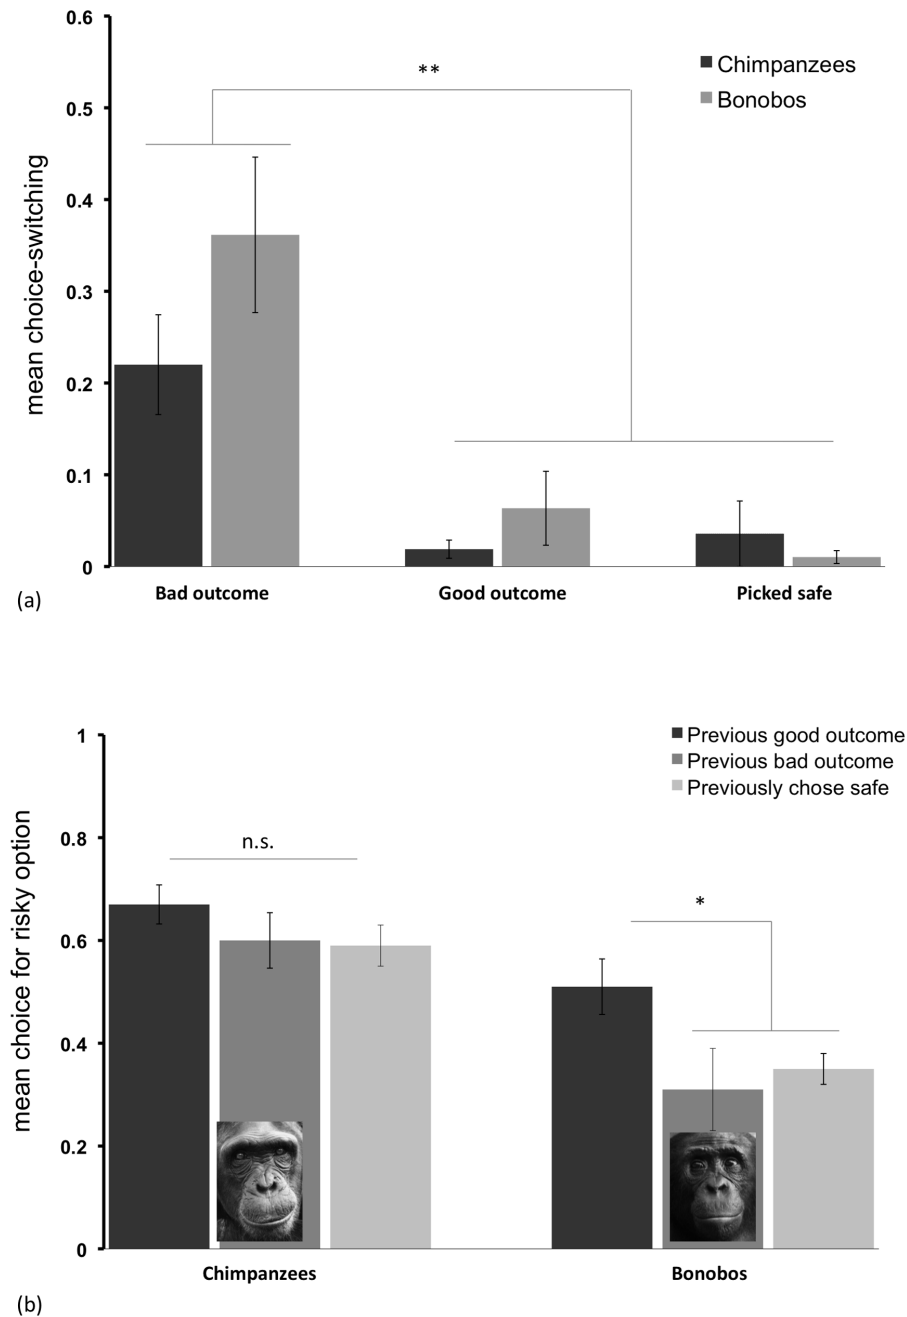 0.6
Chimpanzees
**
Bonobos
0.5
0.4
0.3
0.2
0.1
0
mean choice-switching
Bad outcome
Good outcome
Picked safe
(a)
1
Previous good outcome
Previous bad outcome
Previously chose safe
n.s.
0.8
*
0.6
0.4
0.2
0
mean choice for risky option
Chimpanzees
Bonobos
(b)